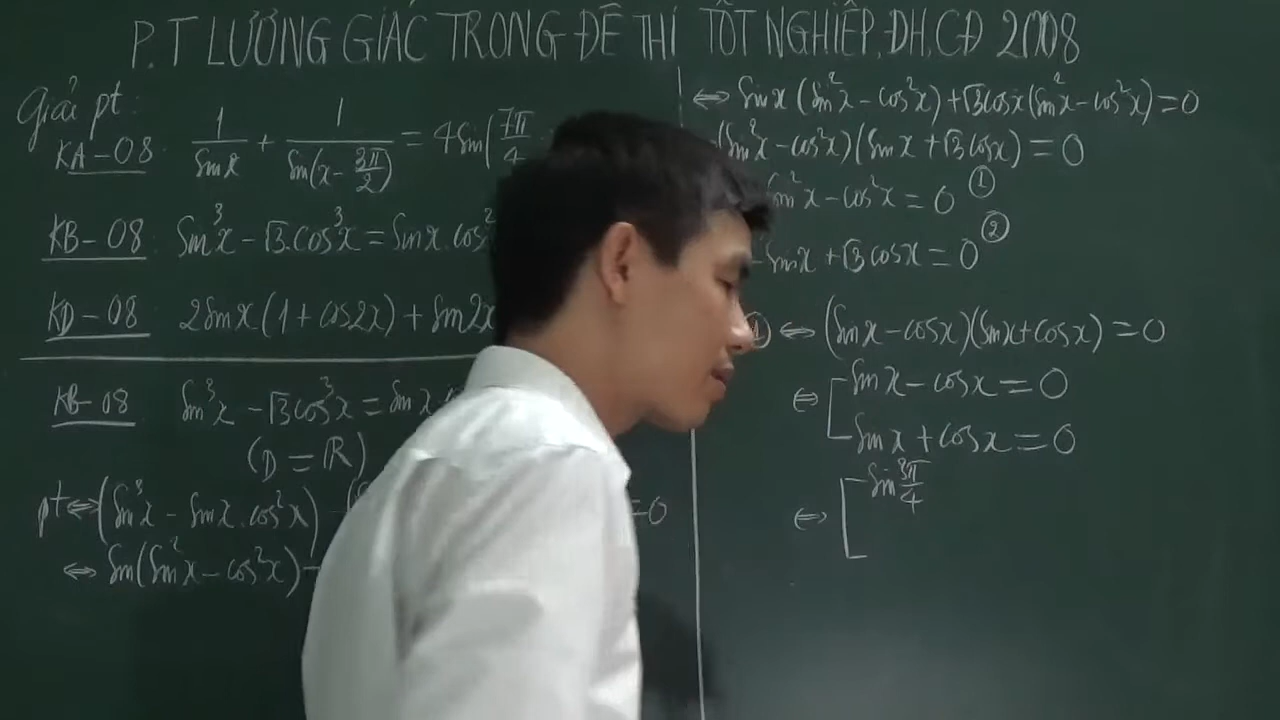 P.T LƯỢNG GIÁC TRONG ĐỀ THI TỐT NGHIỆP, ĐH, CĐ 2008
Giải pt:
KA-08 1/sinx + 1/sin(x - 3π/2) = 4sin(7π/4
KB-08: sin³x - √3.cos³x = sinx.cos²
KD-08: 2sinx(1+cos2x) + sin2x
KB-08 sin³x - √3cos³x = sinx
(D = ℝ)
pt ⇔ (sin³x - sinx.cos²x) =0
⇔ sin(sin²x - cos²x) +
⇔ sinx(sin²x - cos²x) + √3cosx(sin²x - cos²x) = 0
(sin²x - cos²x)(sinx + √3cosx) = 0
sin²x - cos²x = 0 ①
sinx + √3cosx = 0 ②
① ⇔ (sinx - cosx)(sinx + cosx) = 0
⇔ [ sinx - cosx = 0
sinx + cosx = 0
⇔ [ sin 3π/4